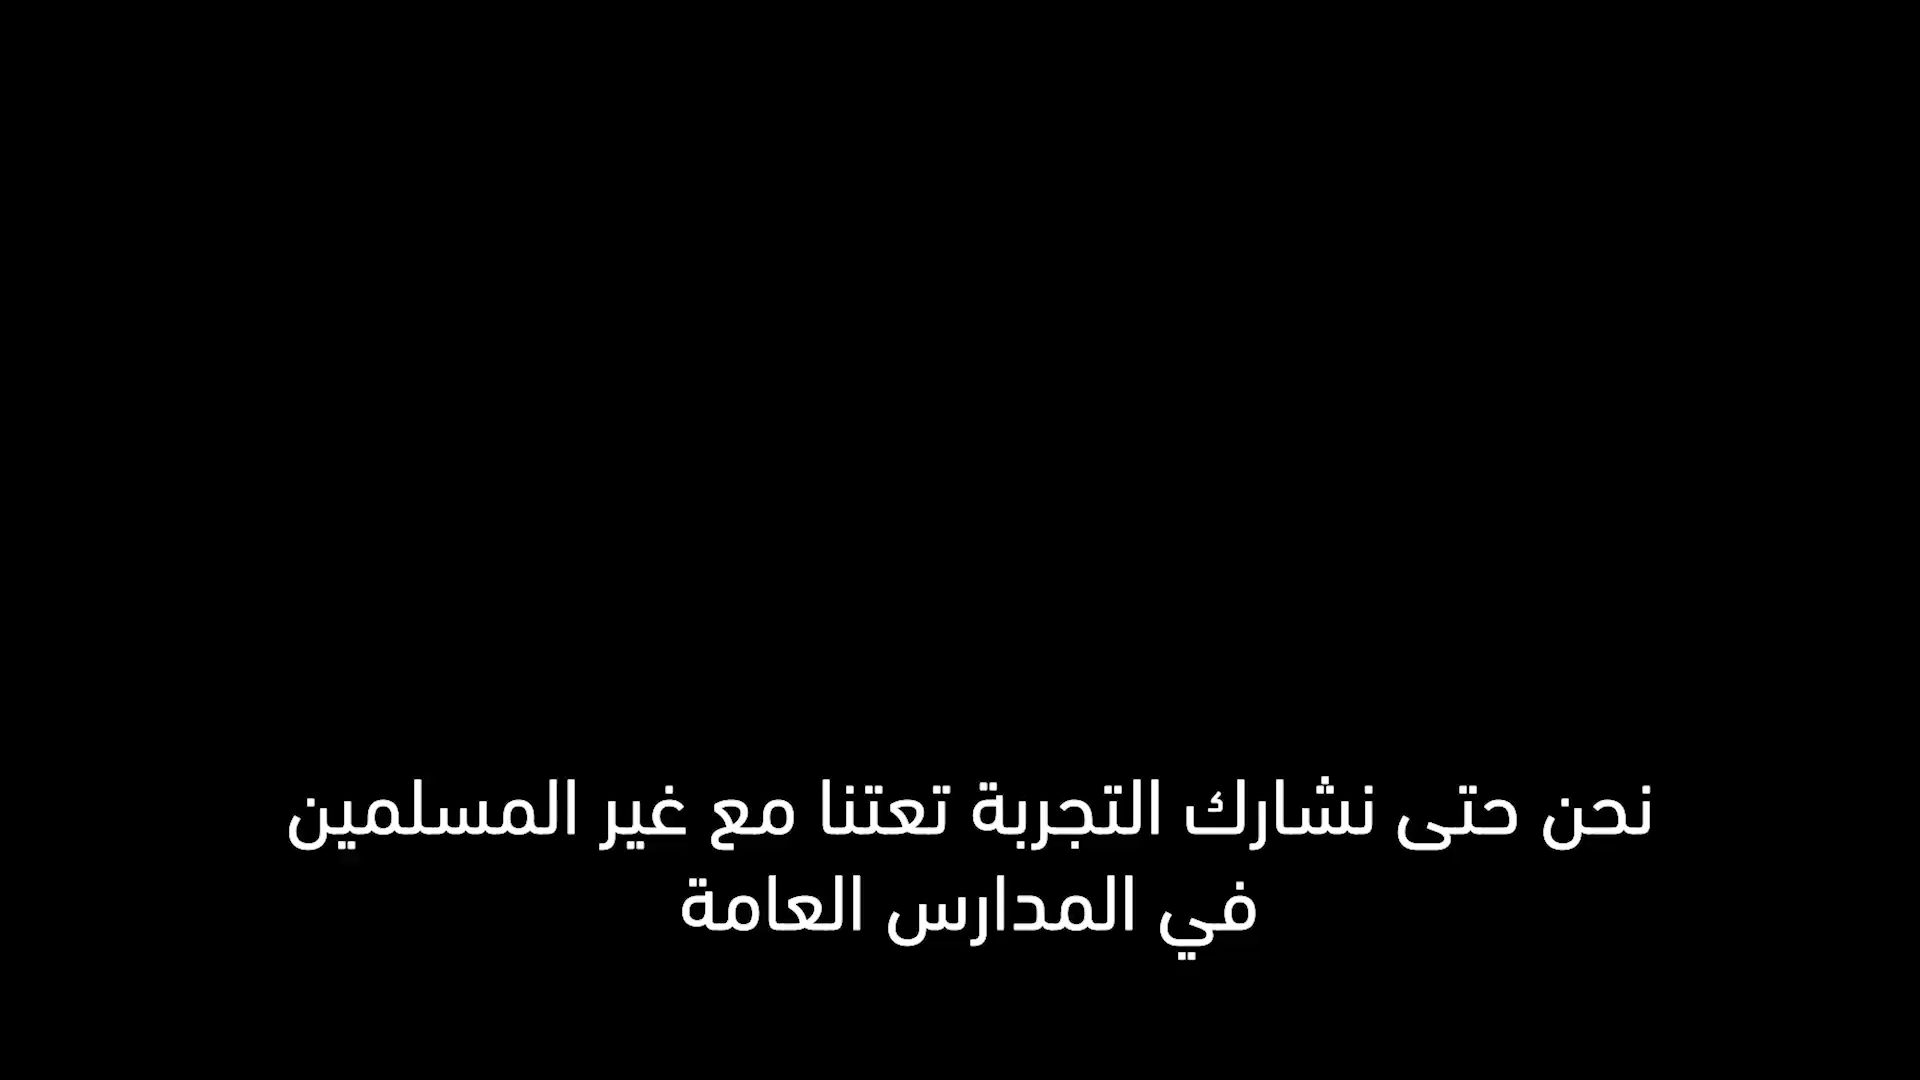 نحن حتى نشارك التجربة تعتنا مع غير المسلمين
في المدارس العامة